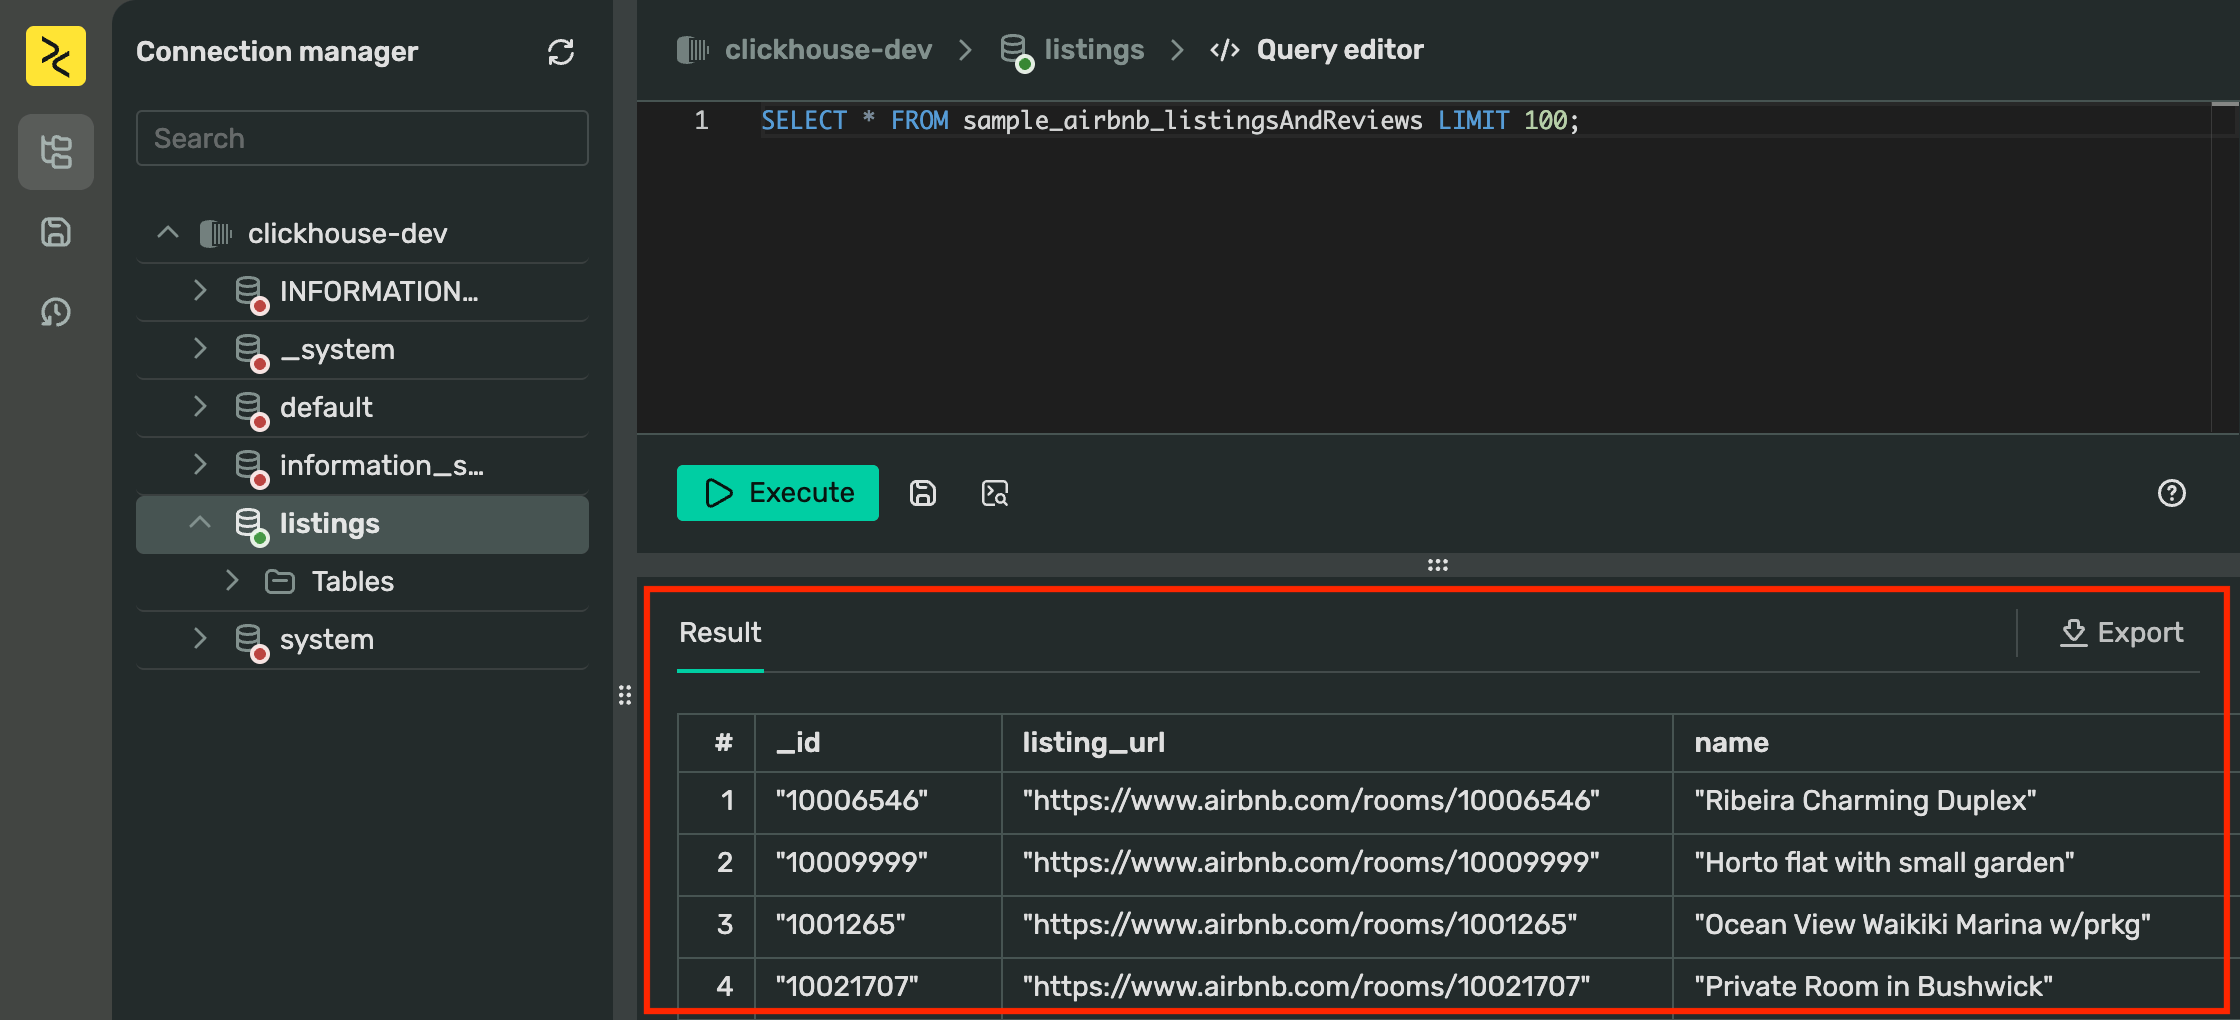 Connection manager
Search
clickhouse-dev
INFORMATION...
_system
default
information_s...
listings
Tables
system
clickhouse-dev > listings > </> Query editor
1 SELECT * FROM sample_airbnb_listingsAndReviews LIMIT 100;
Execute
Result
Export
# _id listing_url name
1 "10006546" "https://www.airbnb.com/rooms/10006546" "Ribeira Charming Duplex"
2 "10009999" "https://www.airbnb.com/rooms/10009999" "Horto flat with small garden"
3 "1001265" "https://www.airbnb.com/rooms/1001265" "Ocean View Waikiki Marina w/prkg"
4 "10021707" "https://www.airbnb.com/rooms/10021707" "Private Room in Bushwick"